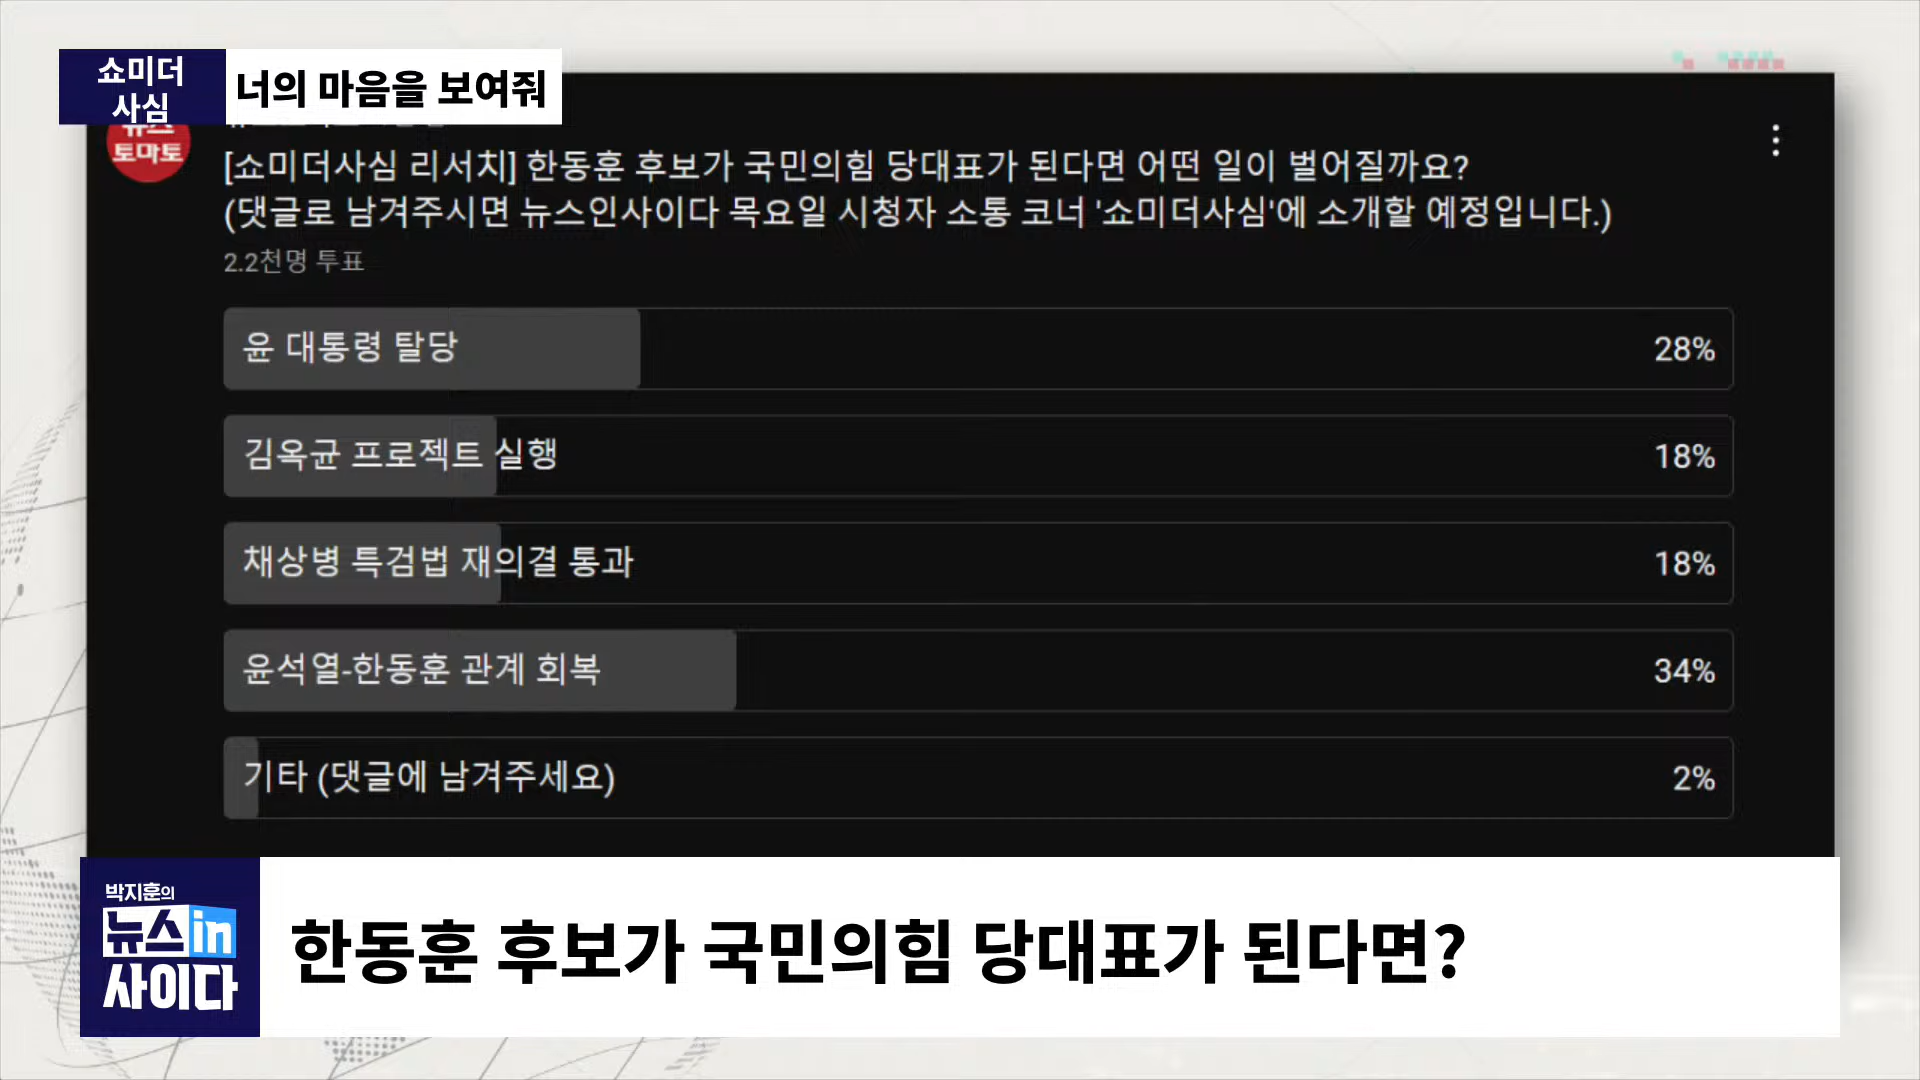 쇼미더
사심
너의 마음을 보여줘
뉴스
토마토
[쇼미더사심 리서치] 한동훈 후보가 국민의힘 당대표가 된다면 어떤 일이 벌어질까요?
(댓글로 남겨주시면 뉴스인사이다 목요일 시청자 소통 코너 '쇼미더사심'에 소개할 예정입니다.)
2.2천명 투표
윤 대통령 탈당 28%
김옥균 프로젝트 실행 18%
채상병 특검법 재의결 통과 18%
윤석열-한동훈 관계 회복 34%
기타 (댓글에 남겨주세요) 2%
박지훈의
뉴스in
사이다
한동훈 후보가 국민의힘 당대표가 된다면?